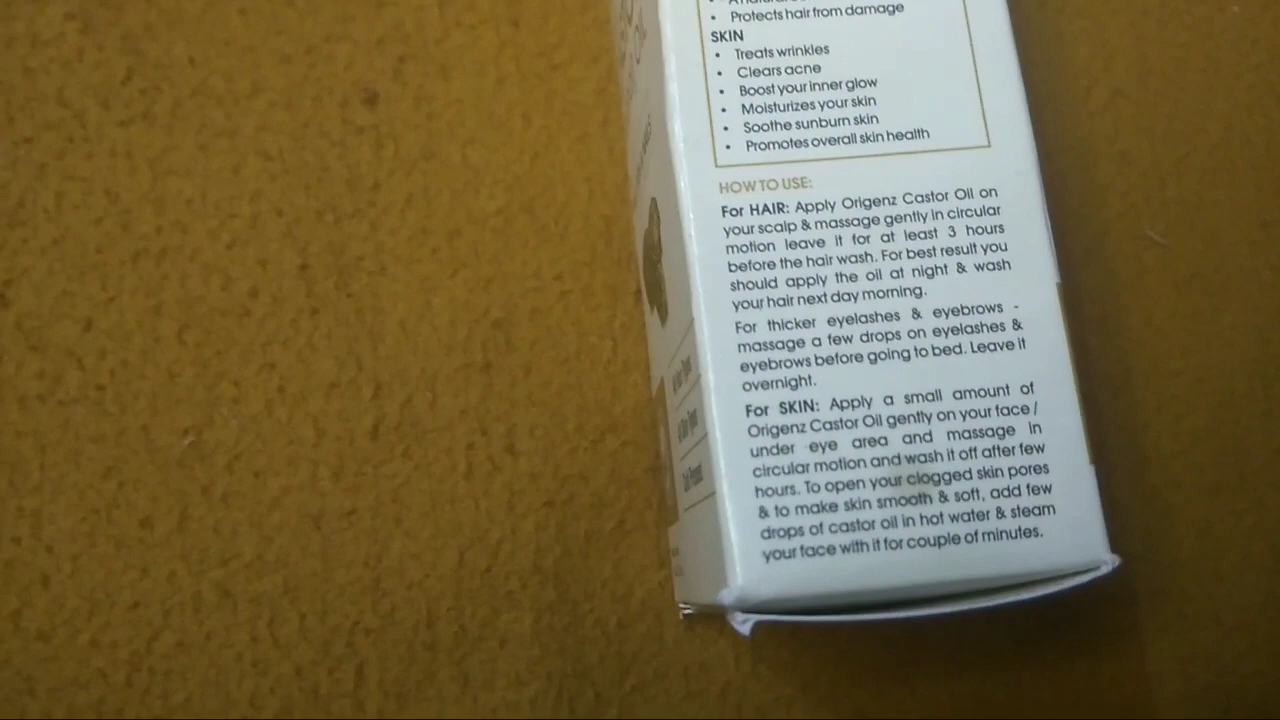 • Protects hair from damage
SKIN
• Treats wrinkles
• Clears acne
• Boost your inner glow
• Moisturizes your skin
• Soothe sunburn skin
• Promotes overall skin health
HOW TO USE:
For HAIR: Apply Origenz Castor Oil on
your scalp & massage gently in circular
motion leave it for at least 3 hours
before the hair wash. For best result you
should apply the oil at night & wash
your hair next day morning.
For thicker eyelashes & eyebrows -
massage a few drops on eyelashes &
eyebrows before going to bed. Leave it
overnight.
For SKIN: Apply a small amount of
Origenz Castor Oil gently on your face /
under eye area and massage in
circular motion and wash it off after few
hours. To open your clogged skin pores
& to make skin smooth & soft, add few
drops of castor oil in hot water & steam
your face with it for couple of minutes.
OIL